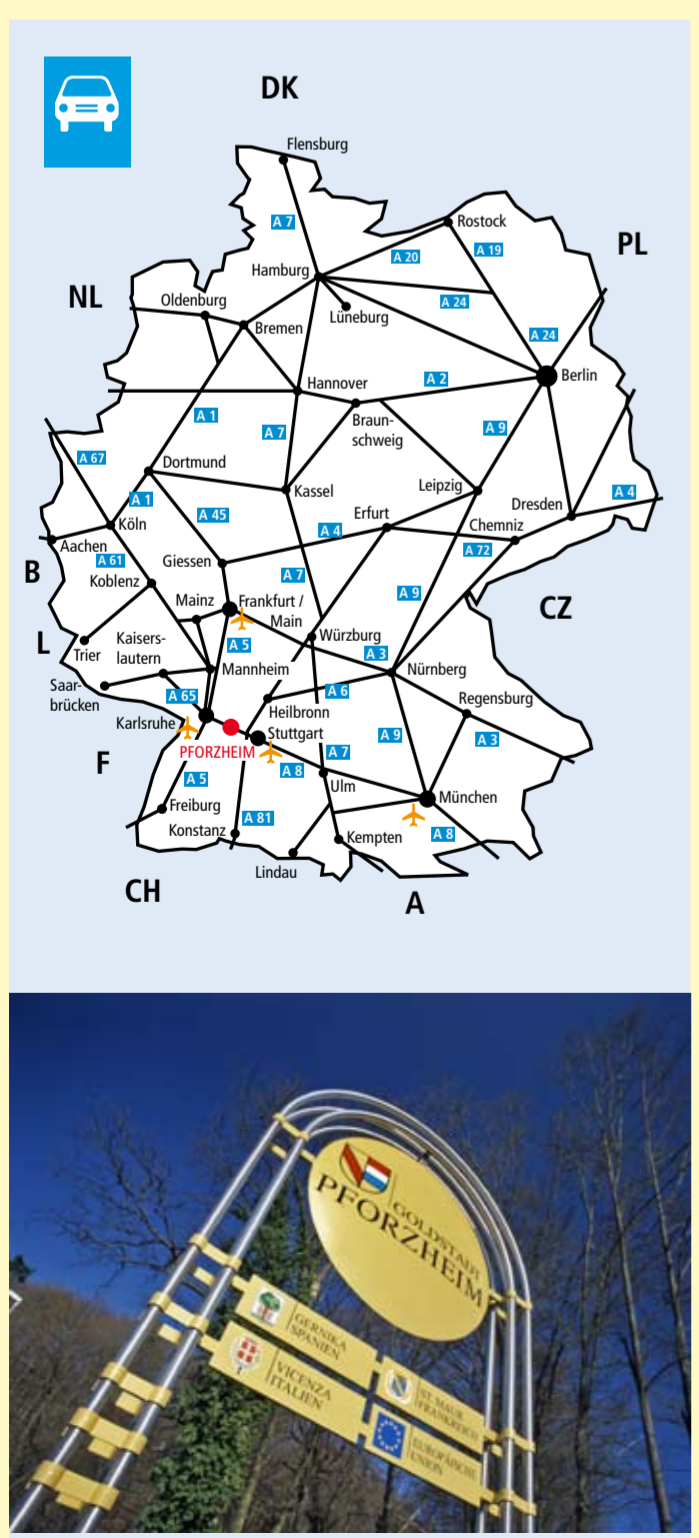 DK
Flensburg
A 7
Rostock
A 19
PL
A 20
Hamburg
NL
Oldenburg
A 24
Lüneburg
Bremen
A 24
Berlin
Hannover
A 2
A 1
Braun-
schweig
A 7
A 9
A 67
Dortmund
Leipzig
Kassel
A 1
A 45
Erfurt
Dresden
A 4
Köln
A 4
Chemniz
Aachen
A 61
Giessen
A 72
B
Koblenz
A 7
A 9
Mainz
Frankfurt /
Main
CZ
L
Trier
Kaisers-
lautern
A 5
Würzburg
A 3
Mannheim
Nürnberg
Saar-
brücken
A 65
A 6
Regensburg
Karlsruhe
Heilbronn
Stuttgart
A 9
A 3
PFORZHEIM
F
A 5
A 8
A 7
Ulm
München
Freiburg
A 81
Konstanz
Kempten
A 8
Lindau
CH
A
GOLDSTADT
PFORZHEIM
GERNIKA
SPANIEN
VICENZA
ITALIEN
ST. MAUR
FRANKREICH
EUROPÄISCHE
UNION